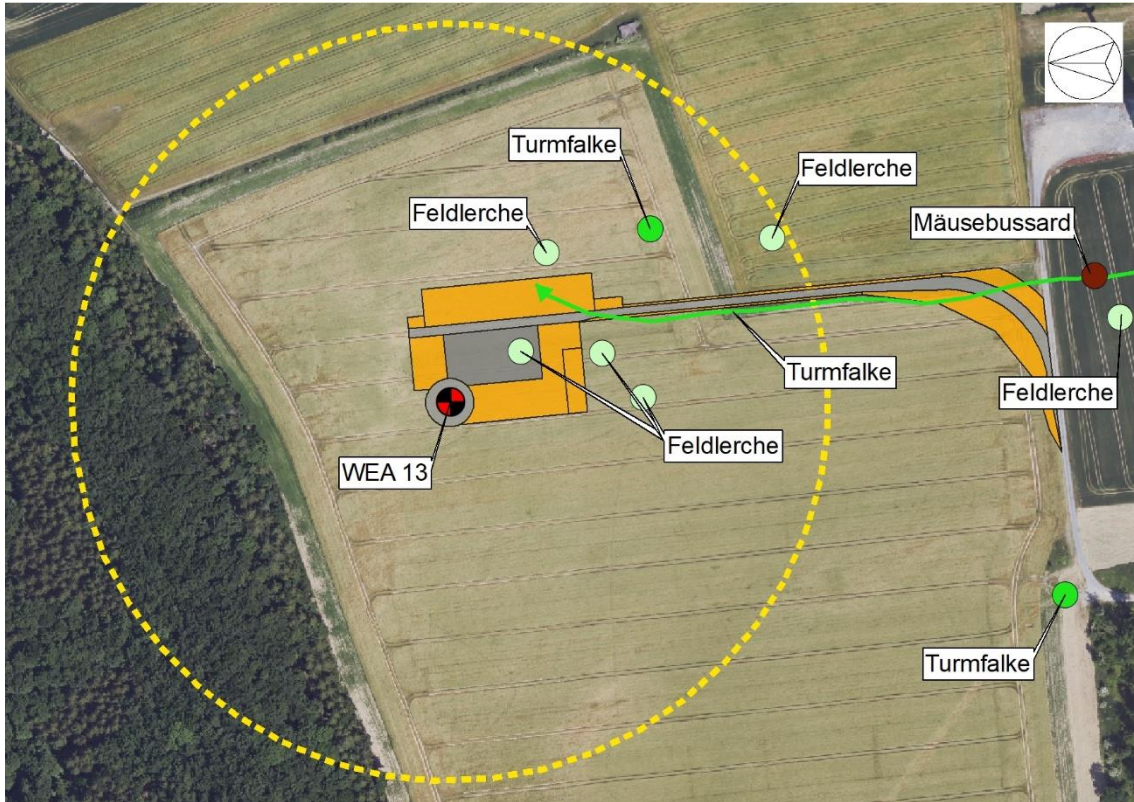 Turmfalke
Feldlerche
Feldlerche
Mäusebussard
Turmfalke
Feldlerche
Feldlerche
WEA 13
Turmfalke